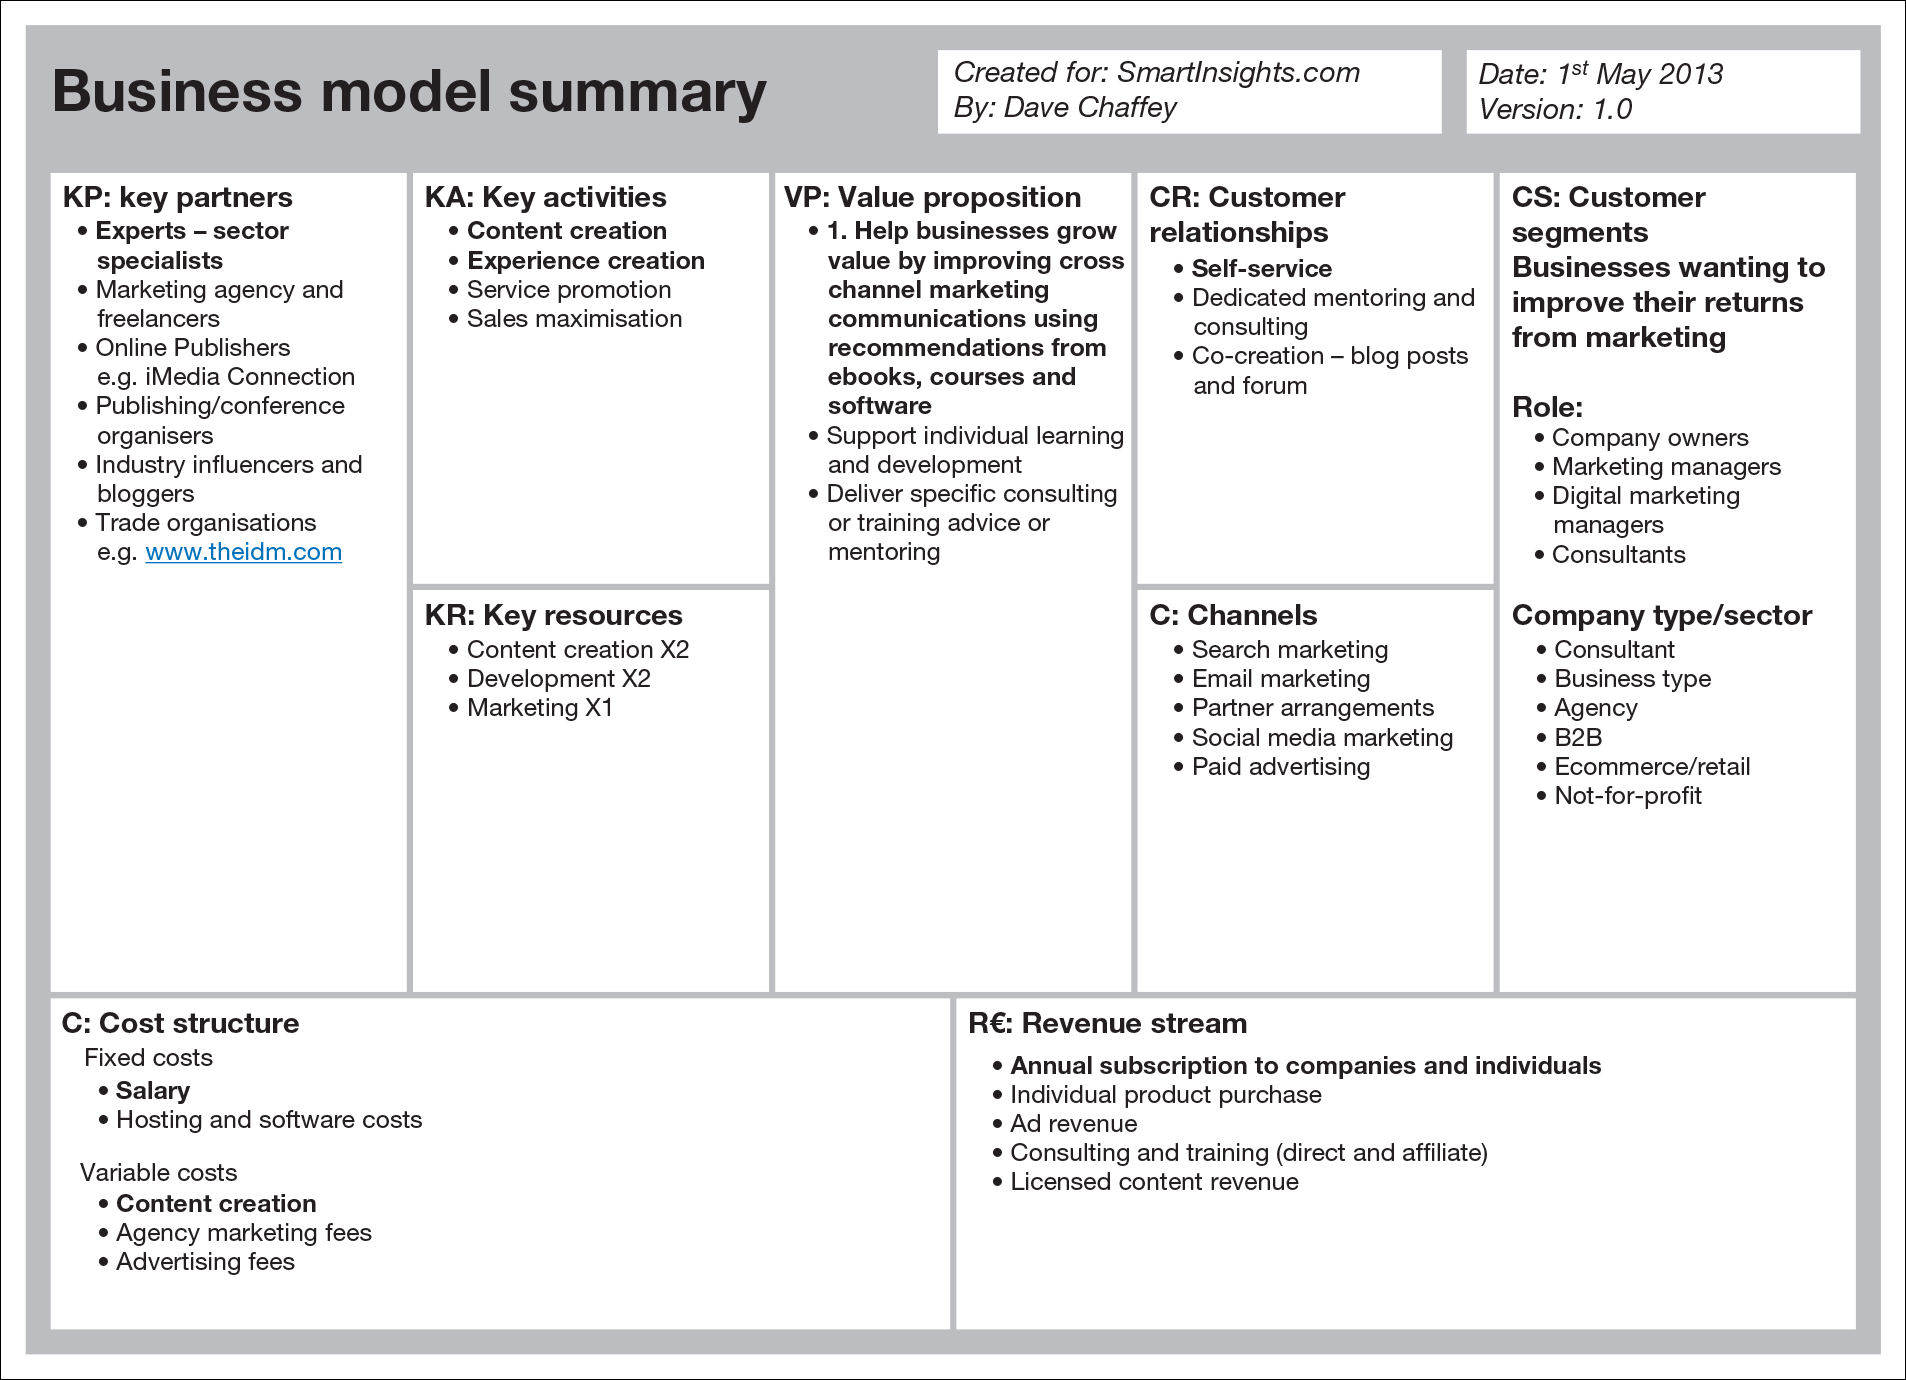 Business model summary
Created for: SmartInsights.com
By: Dave Chaffey
Date: 1st May 2013
Version: 1.0
KP: key partners
• Experts – sector
specialists
• Marketing agency and
freelancers
• Online Publishers
e.g. iMedia Connection
• Publishing/conference
organisers
• Industry influencers and
bloggers
• Trade organisations
e.g. www.theidm.com
KA: Key activities
• Content creation
• Experience creation
• Service promotion
• Sales maximisation
KR: Key resources
• Content creation X2
• Development X2
• Marketing X1
VP: Value proposition
• 1. Help businesses grow
value by improving cross
channel marketing
communications using
recommendations from
ebooks, courses and
software
• Support individual learning
and development
• Deliver specific consulting
or training advice or
mentoring
CR: Customer
relationships
• Self-service
• Dedicated mentoring and
consulting
• Co-creation – blog posts
and forum
C: Channels
• Search marketing
• Email marketing
• Partner arrangements
• Social media marketing
• Paid advertising
CS: Customer
segments
Businesses wanting to
improve their returns
from marketing
Role:
• Company owners
• Marketing managers
• Digital marketing
managers
• Consultants
Company type/sector
• Consultant
• Business type
• Agency
• B2B
• Ecommerce/retail
• Not-for-profit
C: Cost structure
Fixed costs
• Salary
• Hosting and software costs
Variable costs
• Content creation
• Agency marketing fees
• Advertising fees
R€: Revenue stream
• Annual subscription to companies and individuals
• Individual product purchase
• Ad revenue
• Consulting and training (direct and affiliate)
• Licensed content revenue